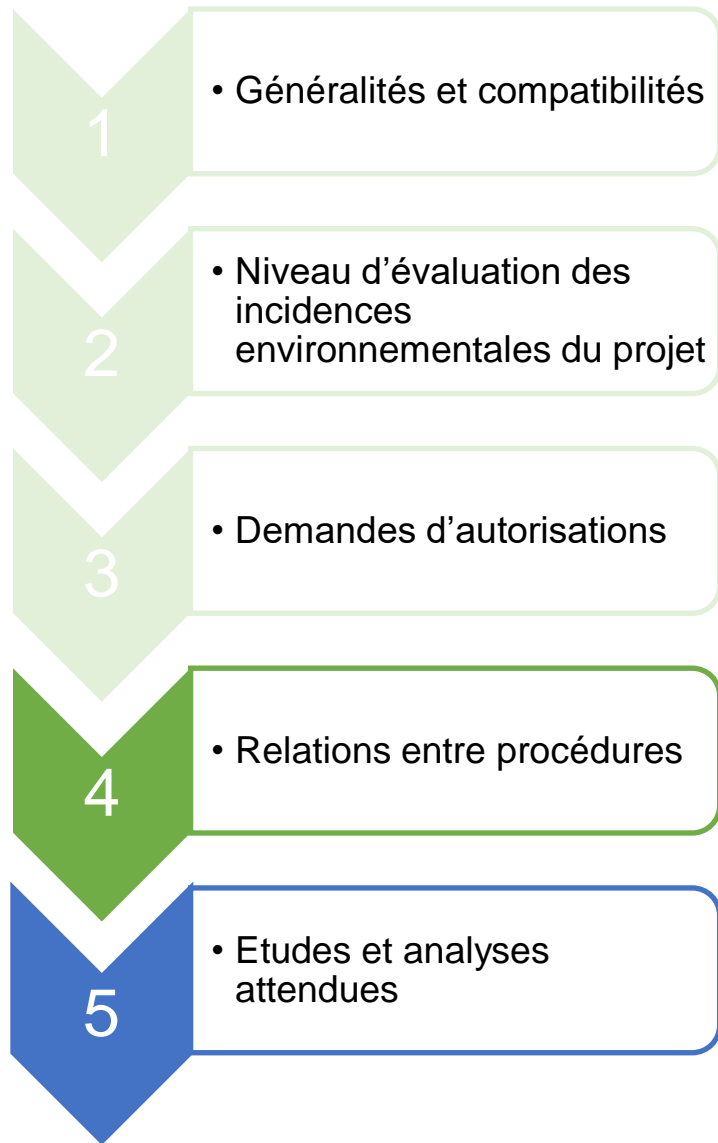 1
• Généralités et compatibilités
2
• Niveau d’évaluation des
incidences
environnementales du projet
3
• Demandes d’autorisations
4
• Relations entre procédures
5
• Etudes et analyses
attendues